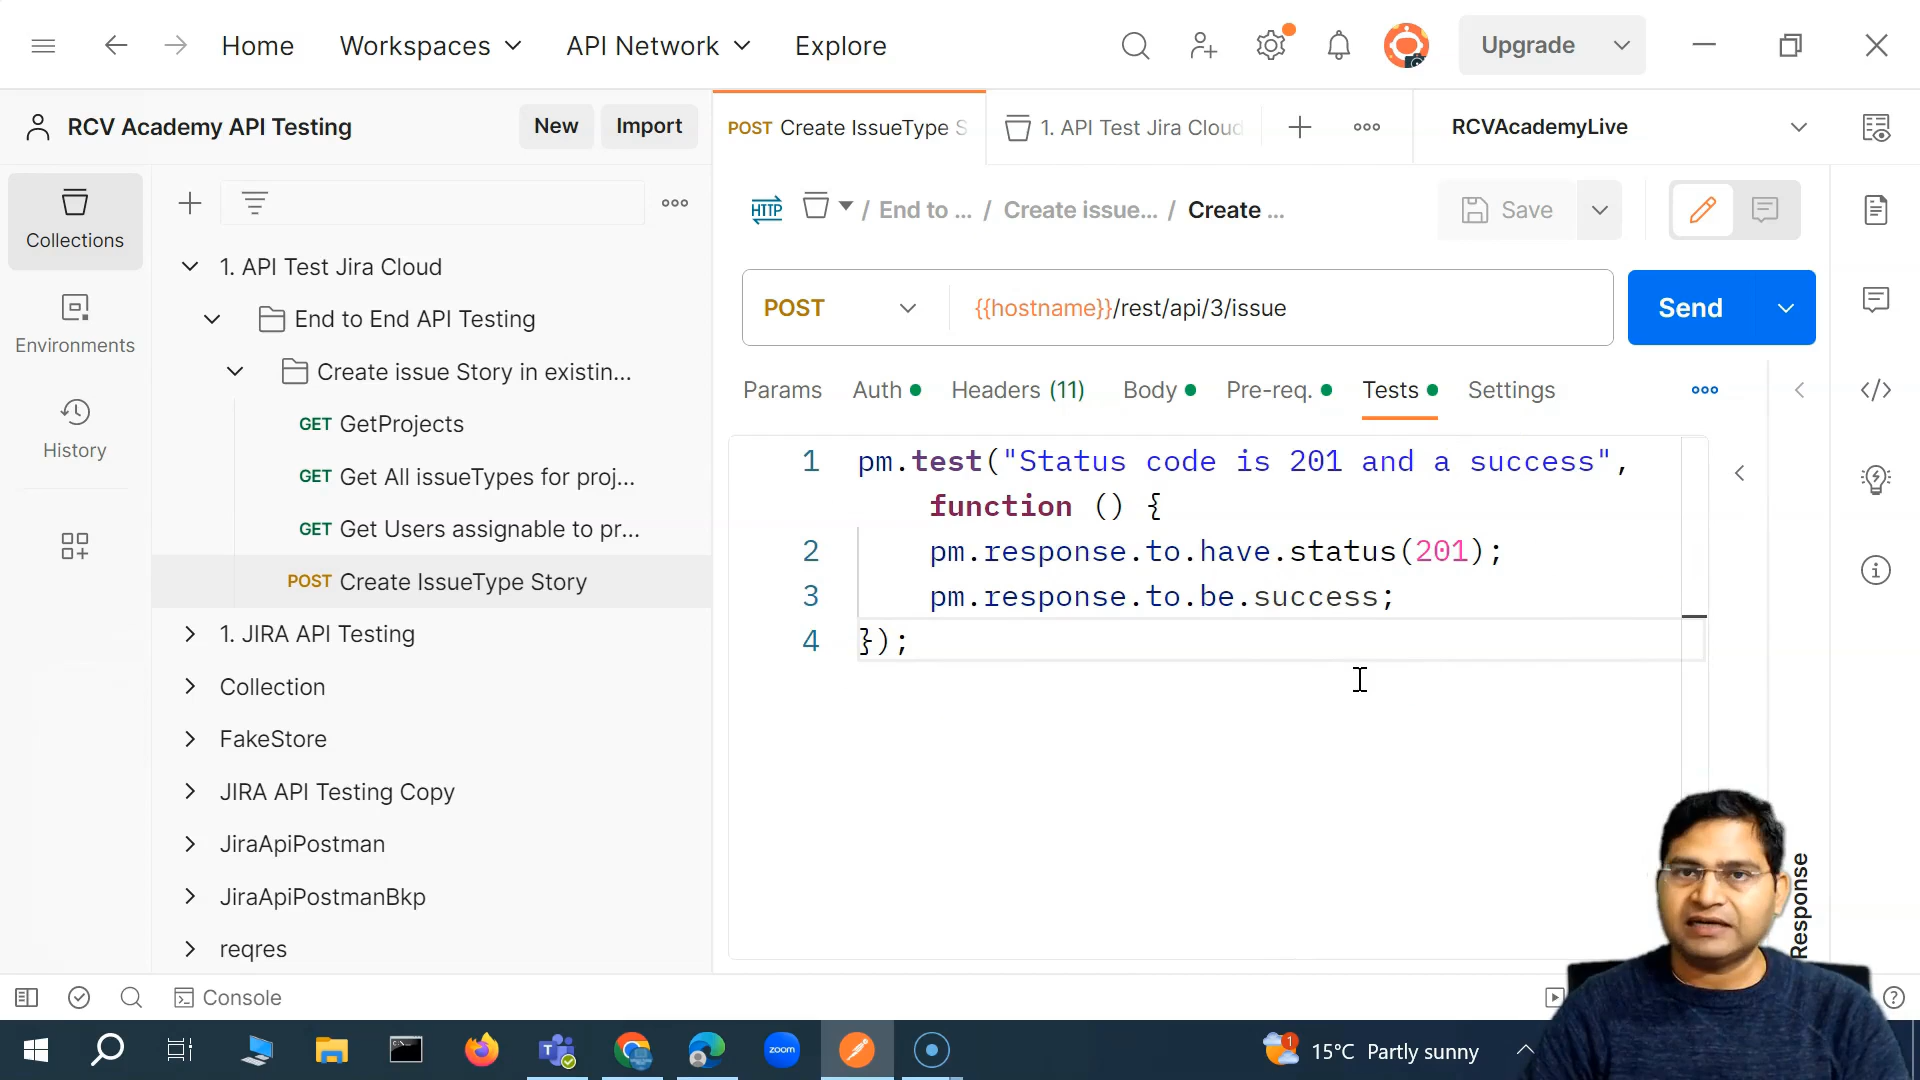 Home Workspaces API Network Explore Upgrade
RCV Academy API Testing New Import
POST Create IssueType S 1. API Test Jira Cloud RCVAcademyLive
Collections
Environments
History
1. API Test Jira Cloud
End to End API Testing
Create issue Story in existin...
GET GetProjects
GET Get All issueTypes for proj...
GET Get Users assignable to pr...
POST Create IssueType Story
1. JIRA API Testing
Collection
FakeStore
JIRA API Testing Copy
JiraApiPostman
JiraApiPostmanBkp
reqres
HTTP / End to ... / Create issue... / Create ... Save
POST {{hostname}}/rest/api/3/issue Send
Params Auth Headers (11) Body Pre-req. Tests Settings
1 pm.test("Status code is 201 and a success",
function () {
2 pm.response.to.have.status(201);
3 pm.response.to.be.success;
4 });
Response
Console
zoom
1 15°C Partly sunny